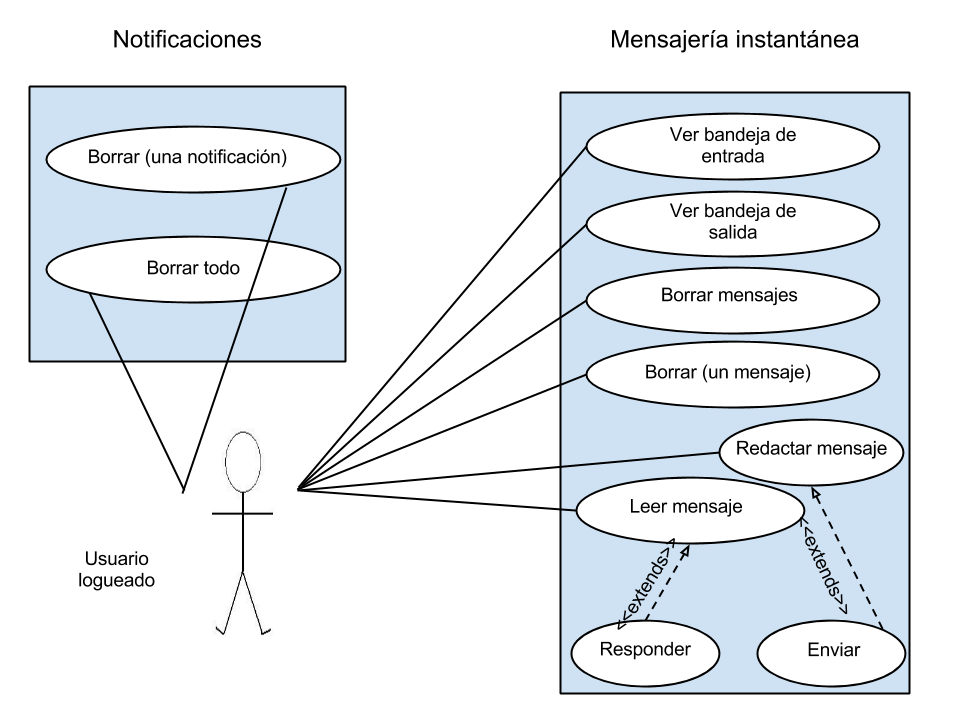 Notificaciones
Borrar (una notificación)
Borrar todo
Usuario
logueado
Mensajería instantánea
Ver bandeja de
entrada
Ver bandeja de
salida
Borrar mensajes
Borrar (un mensaje)
Redactar mensaje
Leer mensaje
<<extends>>
<<extends>>
Responder
Enviar